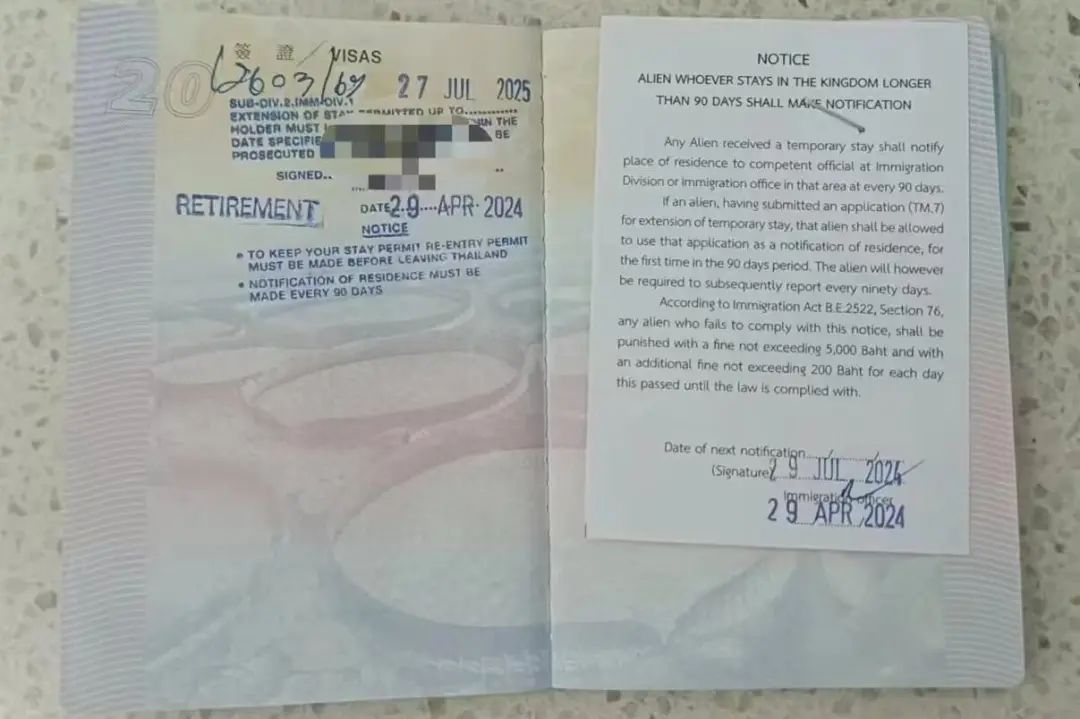 20
簽 證 / VISAS
27 JUL 2025
SUB-DIV.2.IMM-DIV.1
EXTENSION OF STAY PERMITTED UP TO..........
HOLDER MUST IN THE
DATE SPECIFIE BE
PROSECUTED
SIGNED..
RETIREMENT
DATE 29 APR 2024
NOTICE
• TO KEEP YOUR STAY PERMIT RE-ENTRY PERMIT
MUST BE MADE BEFORE LEAVING THAILAND
• NOTIFICATION OF RESIDENCE MUST BE
MADE EVERY 90 DAYS
NOTICE
ALIEN WHOEVER STAYS IN THE KINGDOM LONGER
THAN 90 DAYS SHALL MAKE NOTIFICATION
Any Alien received a temporary stay shall notify
place of residence to competent official at Immigration
Division or immigration office in that area at every 90 days.
If an alien, having submitted an application (TM.7)
for extension of temporary stay, that alien shall be allowed
to use that application as a notification of residence, for
the first time in the 90 days period. The alien will however
be required to subsequently report every ninety days.
According to Immigration Act B.E.2522, Section 76,
any alien who fails to comply with this notice, shall be
punished with a fine not exceeding 5,000 Baht and with
an additional fine not exceeding 200 Baht for each day
this passed until the law is complied with.
Date of next notification
(Signature) 29 JUL 2024
Immigration officer
29 APR 2024